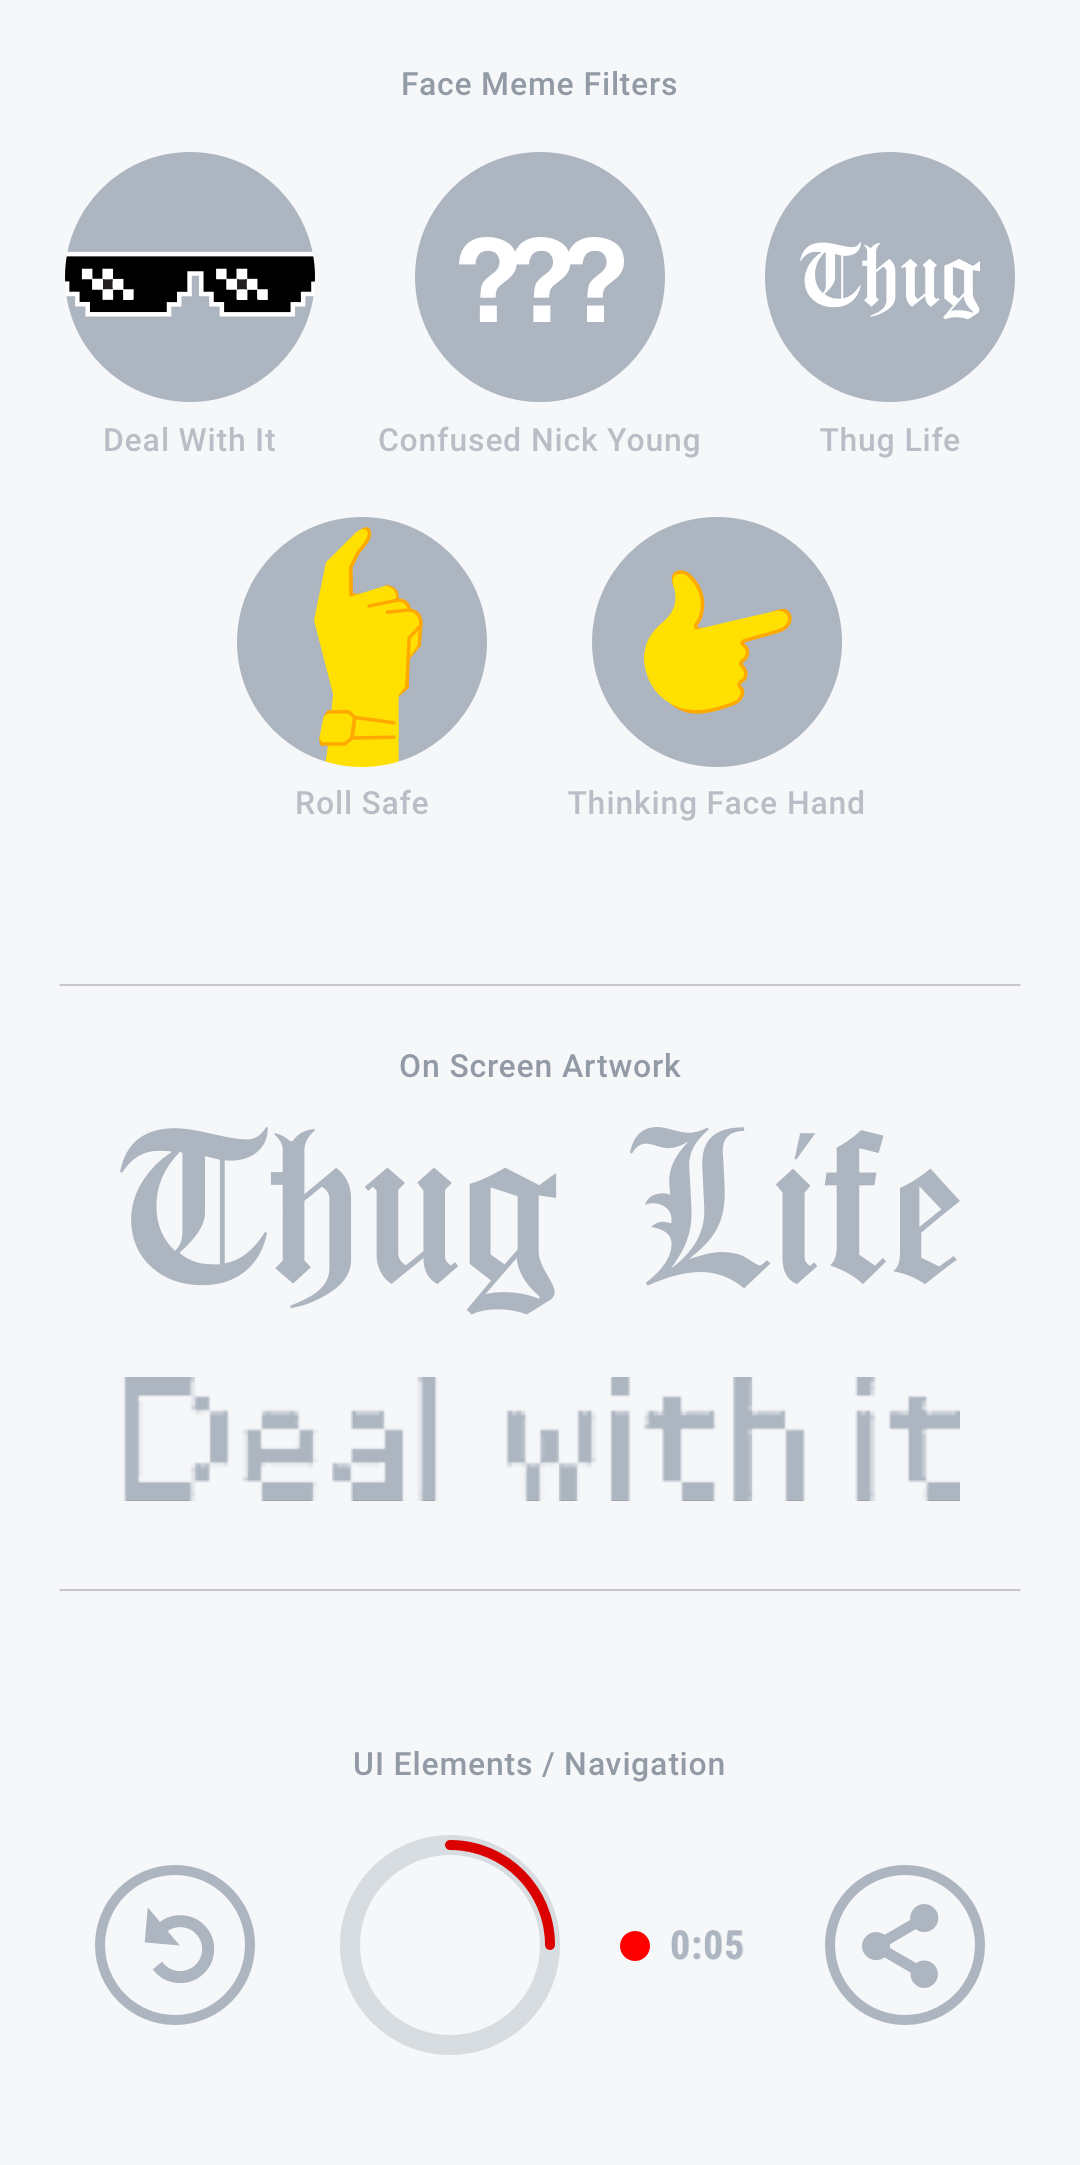 Face Meme Filters
???
Thug
Deal With It
Confused Nick Young
Thug Life
Roll Safe
Thinking Face Hand
On Screen Artwork
Thug Life
Deal with it
UI Elements / Navigation
0:05